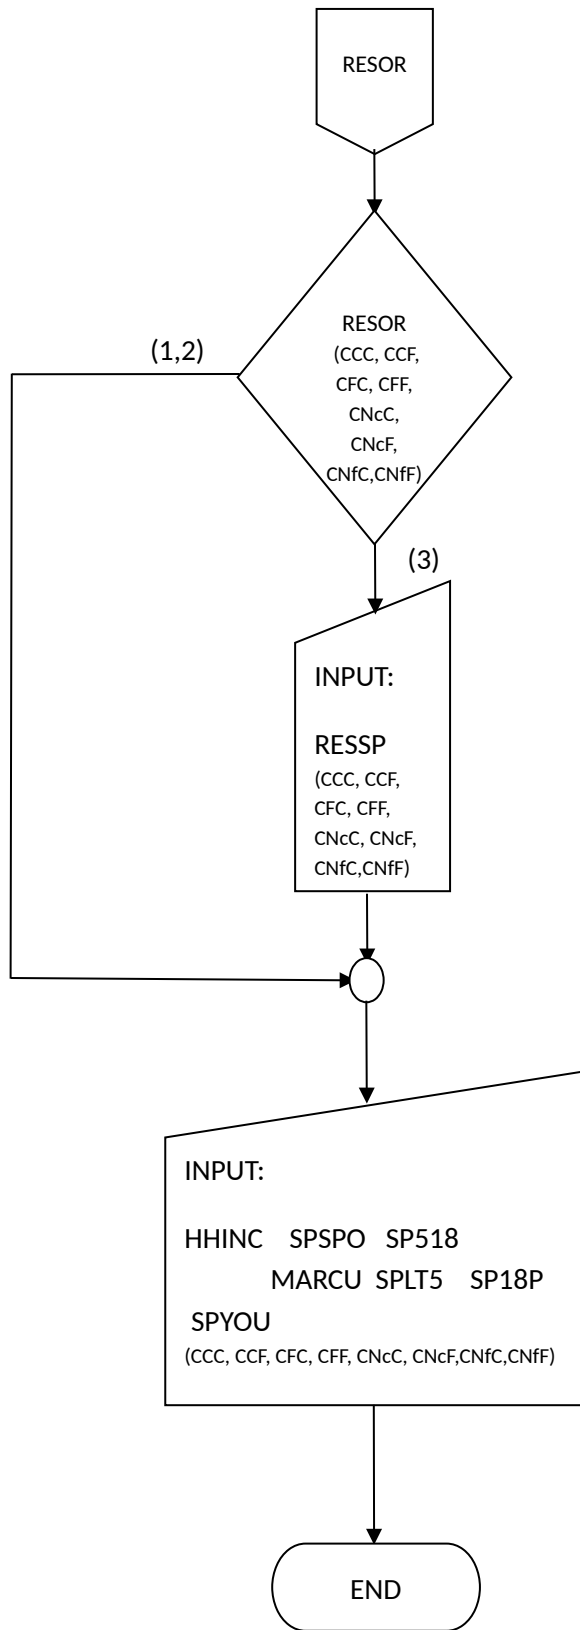 RESOR
RESOR
(CCC, CCF,
CFC, CFF,
CNcC,
CNcF,
CNfC,CNfF)
(1,2)
(3)
INPUT:
RESSP
(CCC, CCF,
CFC, CFF,
CNcC, CNcF,
CNfC,CNfF)
INPUT:
HHINC SPSPO SP518
MARCU SPLT5 SP18P
SPYOU
(CCC, CCF, CFC, CFF, CNcC, CNcF,CNfC,CNfF)
END